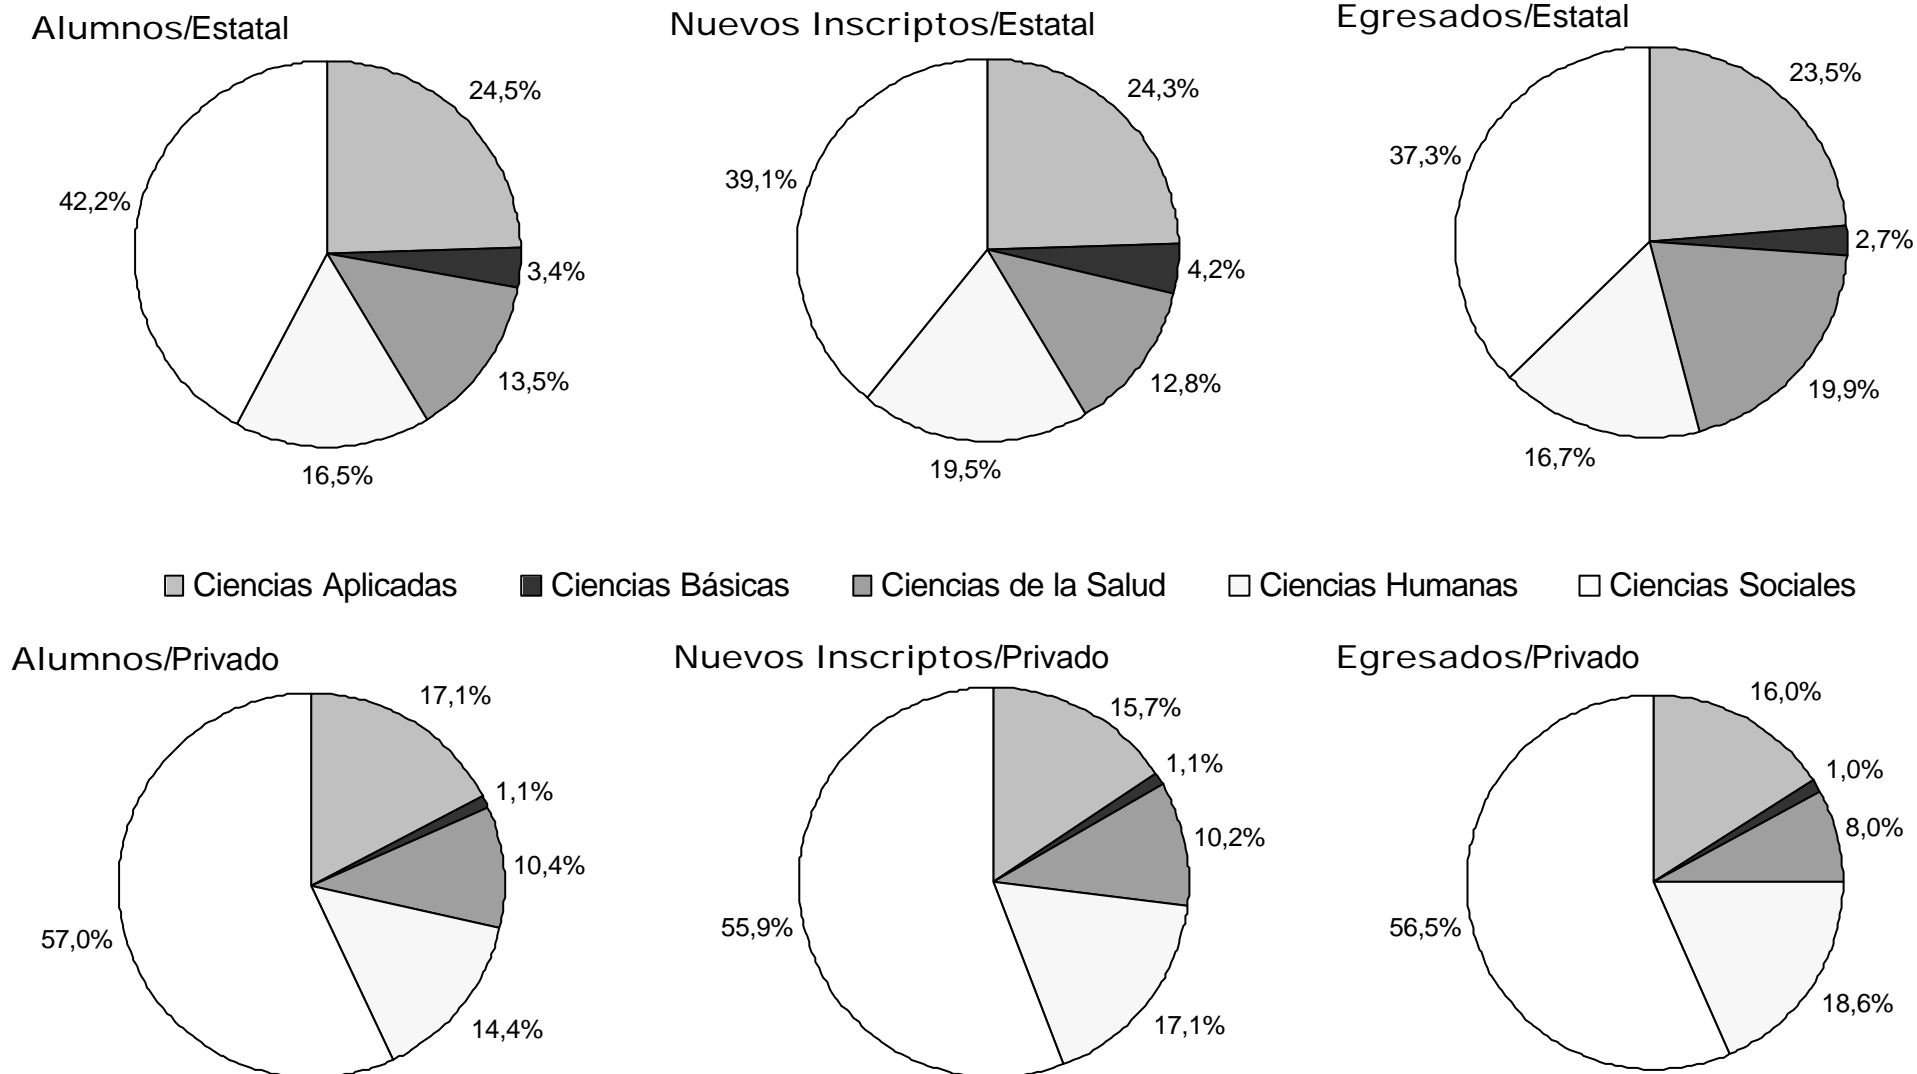 Alumnos/Estatal
24,5%
3,4%
13,5%
16,5%
42,2%
Nuevos Inscriptos/Estatal
24,3%
4,2%
12,8%
19,5%
39,1%
Egresados/Estatal
23,5%
2,7%
19,9%
16,7%
37,3%
Ciencias Aplicadas
Ciencias Básicas
Ciencias de la Salud
Ciencias Humanas
Ciencias Sociales
Alumnos/Privado
17,1%
1,1%
10,4%
14,4%
57,0%
Nuevos Inscriptos/Privado
15,7%
1,1%
10,2%
17,1%
55,9%
Egresados/Privado
16,0%
1,0%
8,0%
18,6%
56,5%